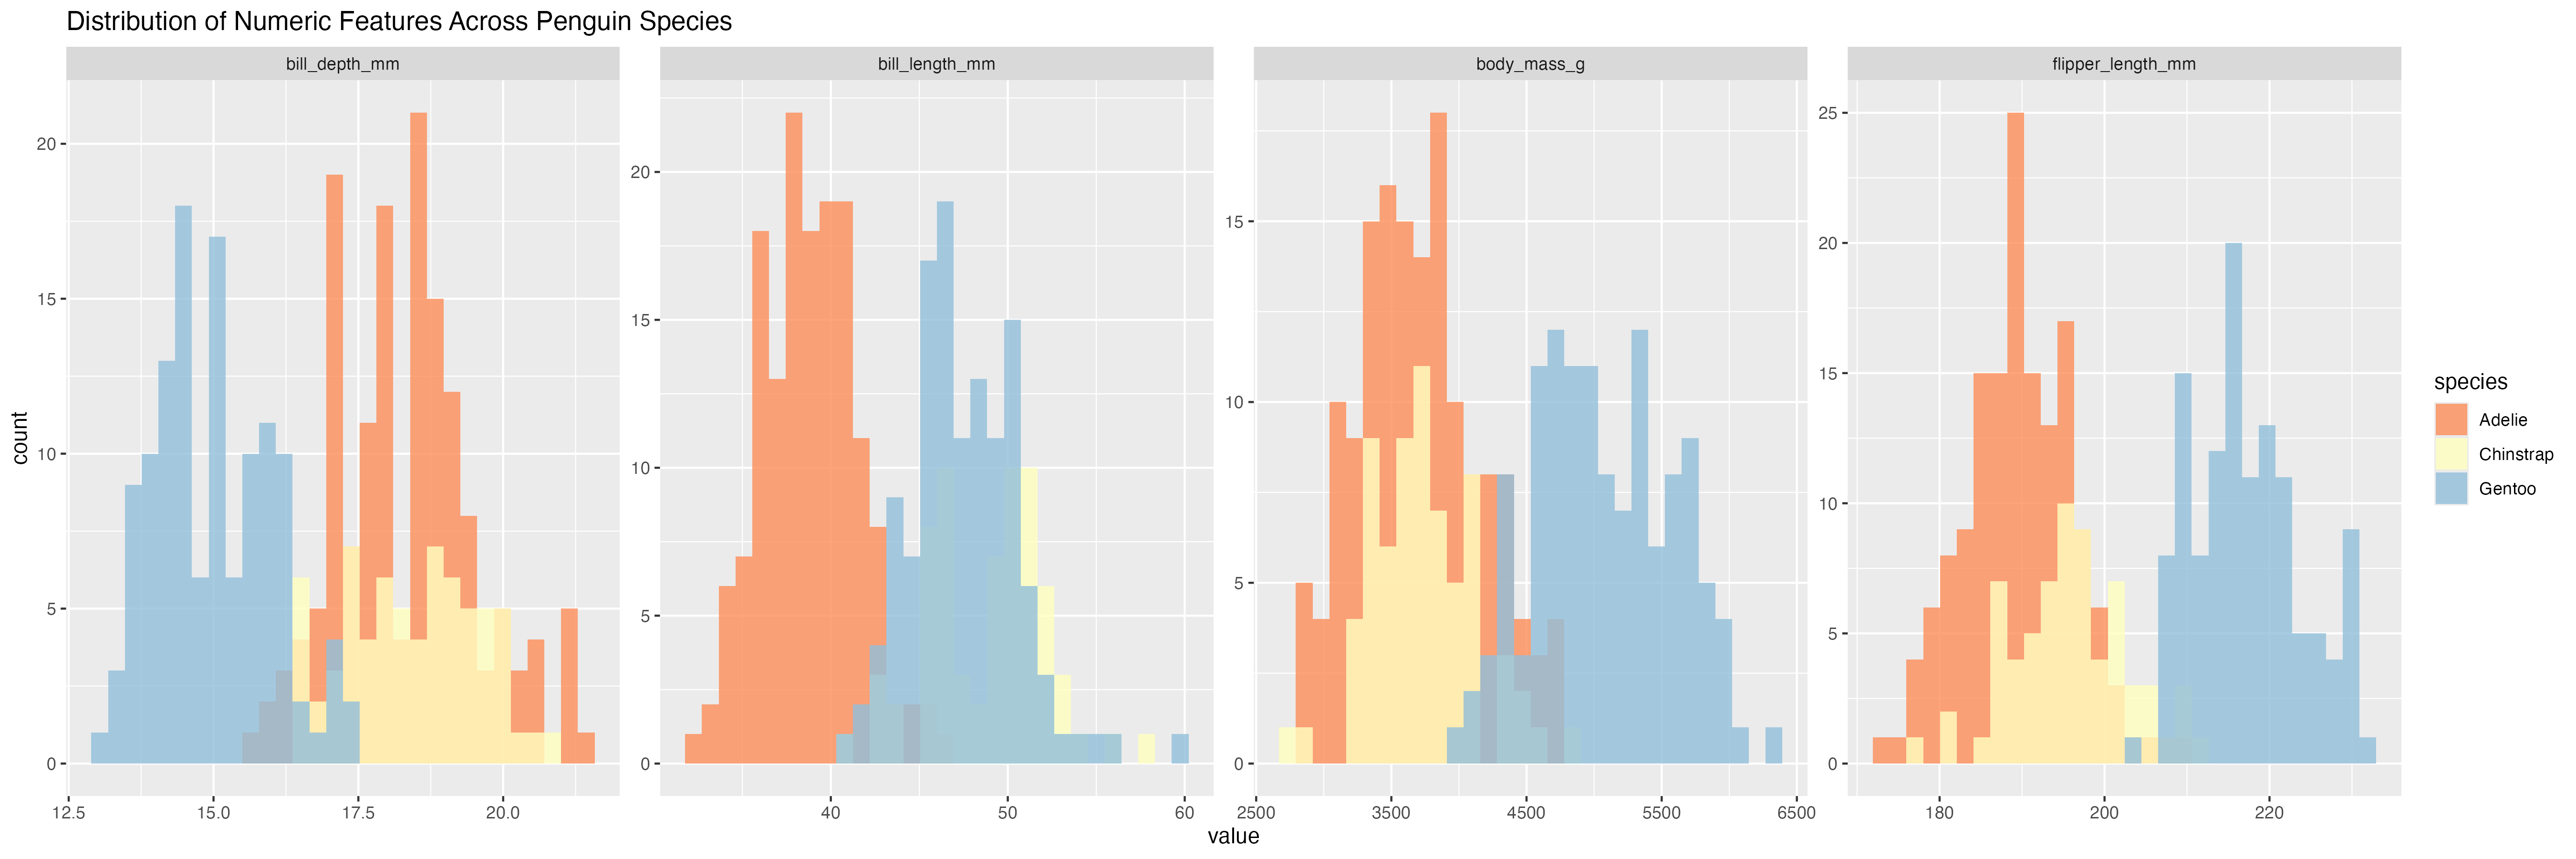 Distribution of Numeric Features Across Penguin Species
bill_depth_mm
bill_length_mm
body_mass_g
flipper_length_mm
count
20
15
10
5
0
12.5 15.0 17.5 20.0
20
15
10
5
0
40 50 60
15
10
5
0
2500 3500 4500 5500 6500
25
20
15
10
5
0
180 200 220
value
species
Adelie
Chinstrap
Gentoo